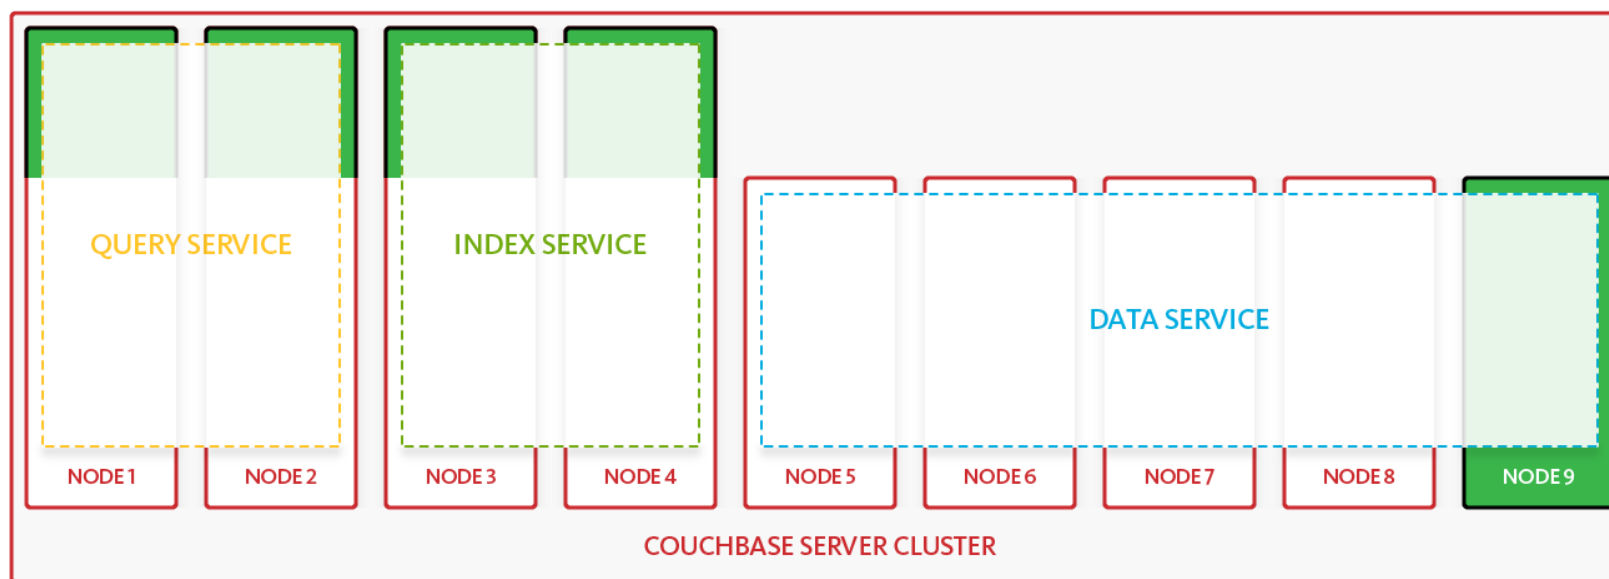 QUERY SERVICE
INDEX SERVICE
DATA SERVICE
NODE 1
NODE 2
NODE 3
NODE 4
NODE 5
NODE 6
NODE 7
NODE 8
NODE 9
COUCHBASE SERVER CLUSTER